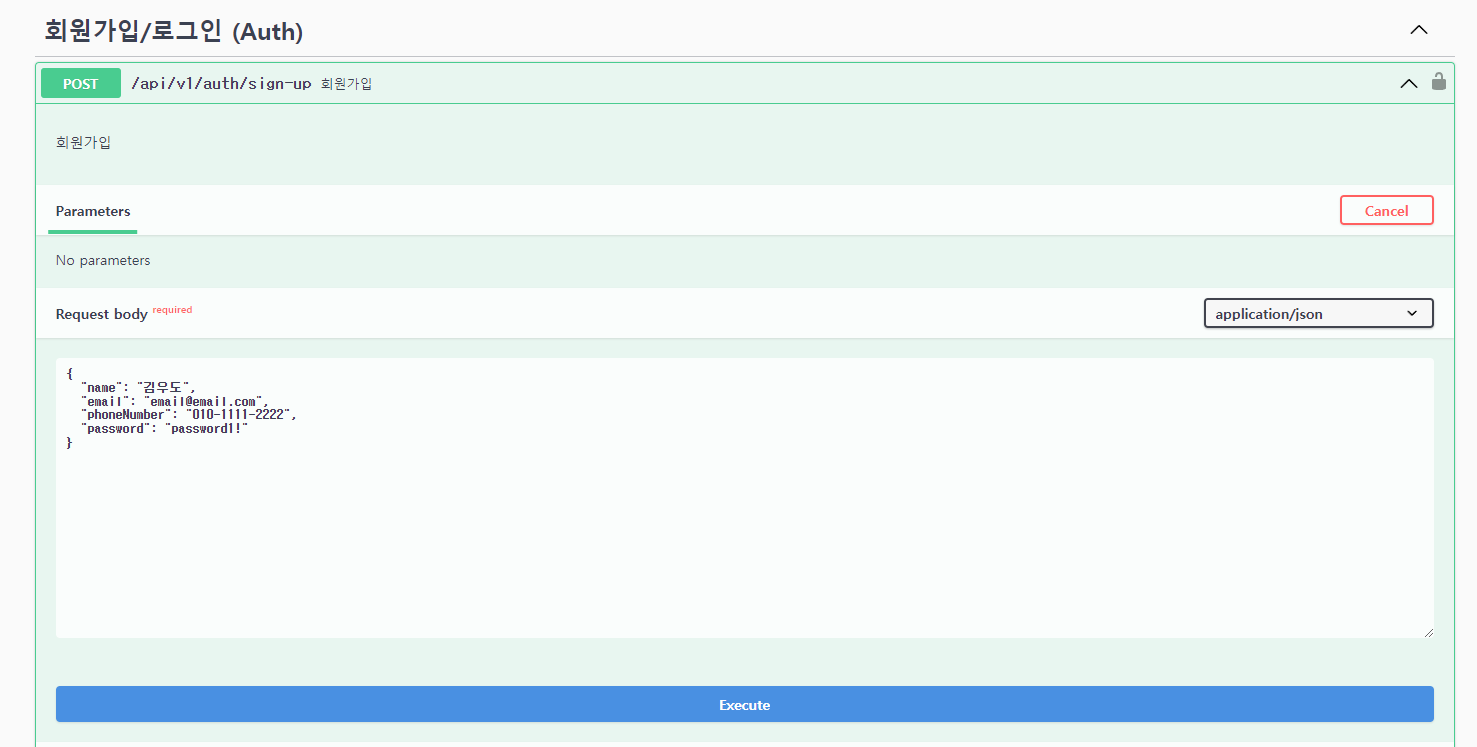 회원가입/로그인 (Auth)
POST /api/v1/auth/sign-up 회원가입
회원가입
Parameters Cancel
No parameters
Request body required application/json
{
  "name": "김우도",
  "email": "email@email.com",
  "phoneNumber": "010-1111-2222",
  "password": "password1!"
}
Execute